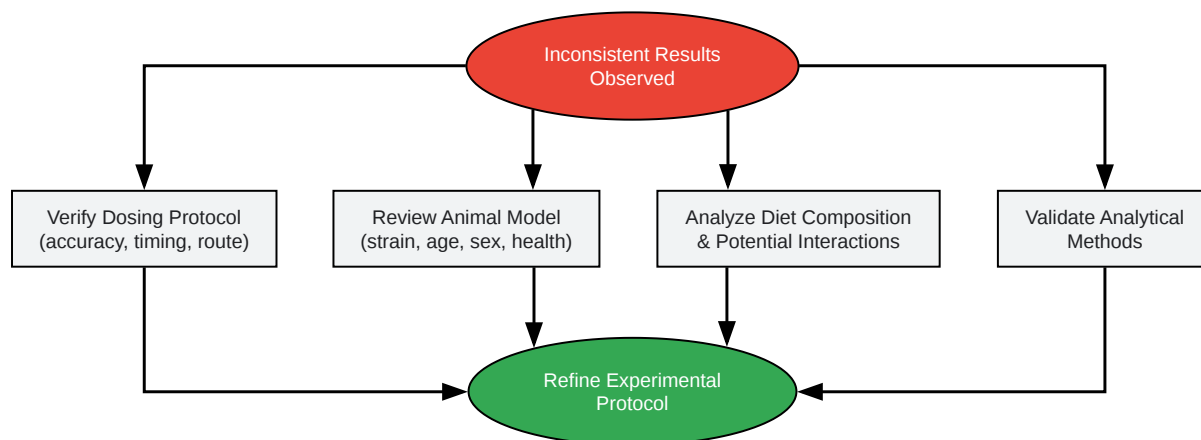 Inconsistent Results
Observed
Verify Dosing Protocol
(accuracy, timing, route)
Review Animal Model
(strain, age, sex, health)
Analyze Diet Composition
& Potential Interactions
Validate Analytical
Methods
Refine Experimental
Protocol